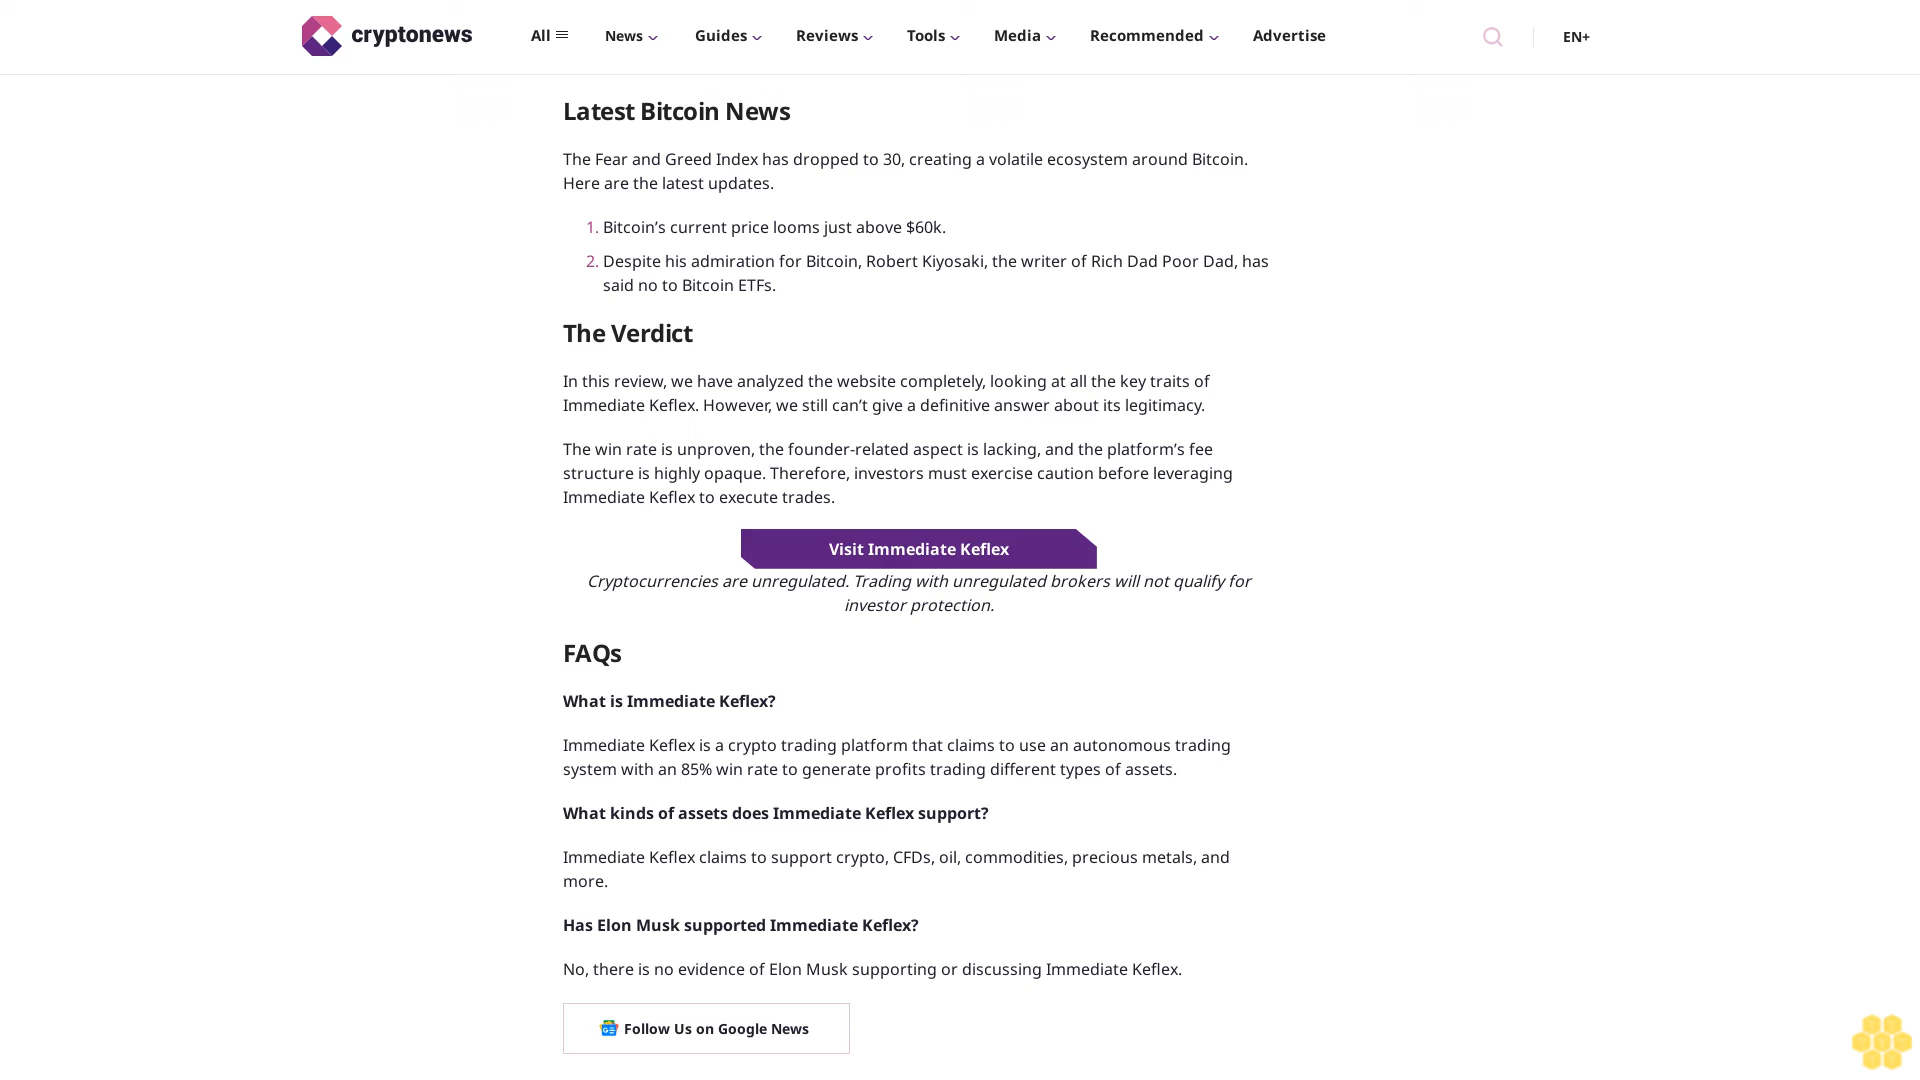 cryptonews All News Guides Reviews Tools Media Recommended Advertise EN+
Latest Bitcoin News
The Fear and Greed Index has dropped to 30, creating a volatile ecosystem around Bitcoin.
Here are the latest updates.
1. Bitcoin’s current price looms just above $60k.
2. Despite his admiration for Bitcoin, Robert Kiyosaki, the writer of Rich Dad Poor Dad, has
said no to Bitcoin ETFs.
The Verdict
In this review, we have analyzed the website completely, looking at all the key traits of
Immediate Keflex. However, we still can’t give a definitive answer about its legitimacy.
The win rate is unproven, the founder-related aspect is lacking, and the platform’s fee
structure is highly opaque. Therefore, investors must exercise caution before leveraging
Immediate Keflex to execute trades.
Visit Immediate Keflex
Cryptocurrencies are unregulated. Trading with unregulated brokers will not qualify for
investor protection.
FAQs
What is Immediate Keflex?
Immediate Keflex is a crypto trading platform that claims to use an autonomous trading
system with an 85% win rate to generate profits trading different types of assets.
What kinds of assets does Immediate Keflex support?
Immediate Keflex claims to support crypto, CFDs, oil, commodities, precious metals, and
more.
Has Elon Musk supported Immediate Keflex?
No, there is no evidence of Elon Musk supporting or discussing Immediate Keflex.
Follow Us on Google News